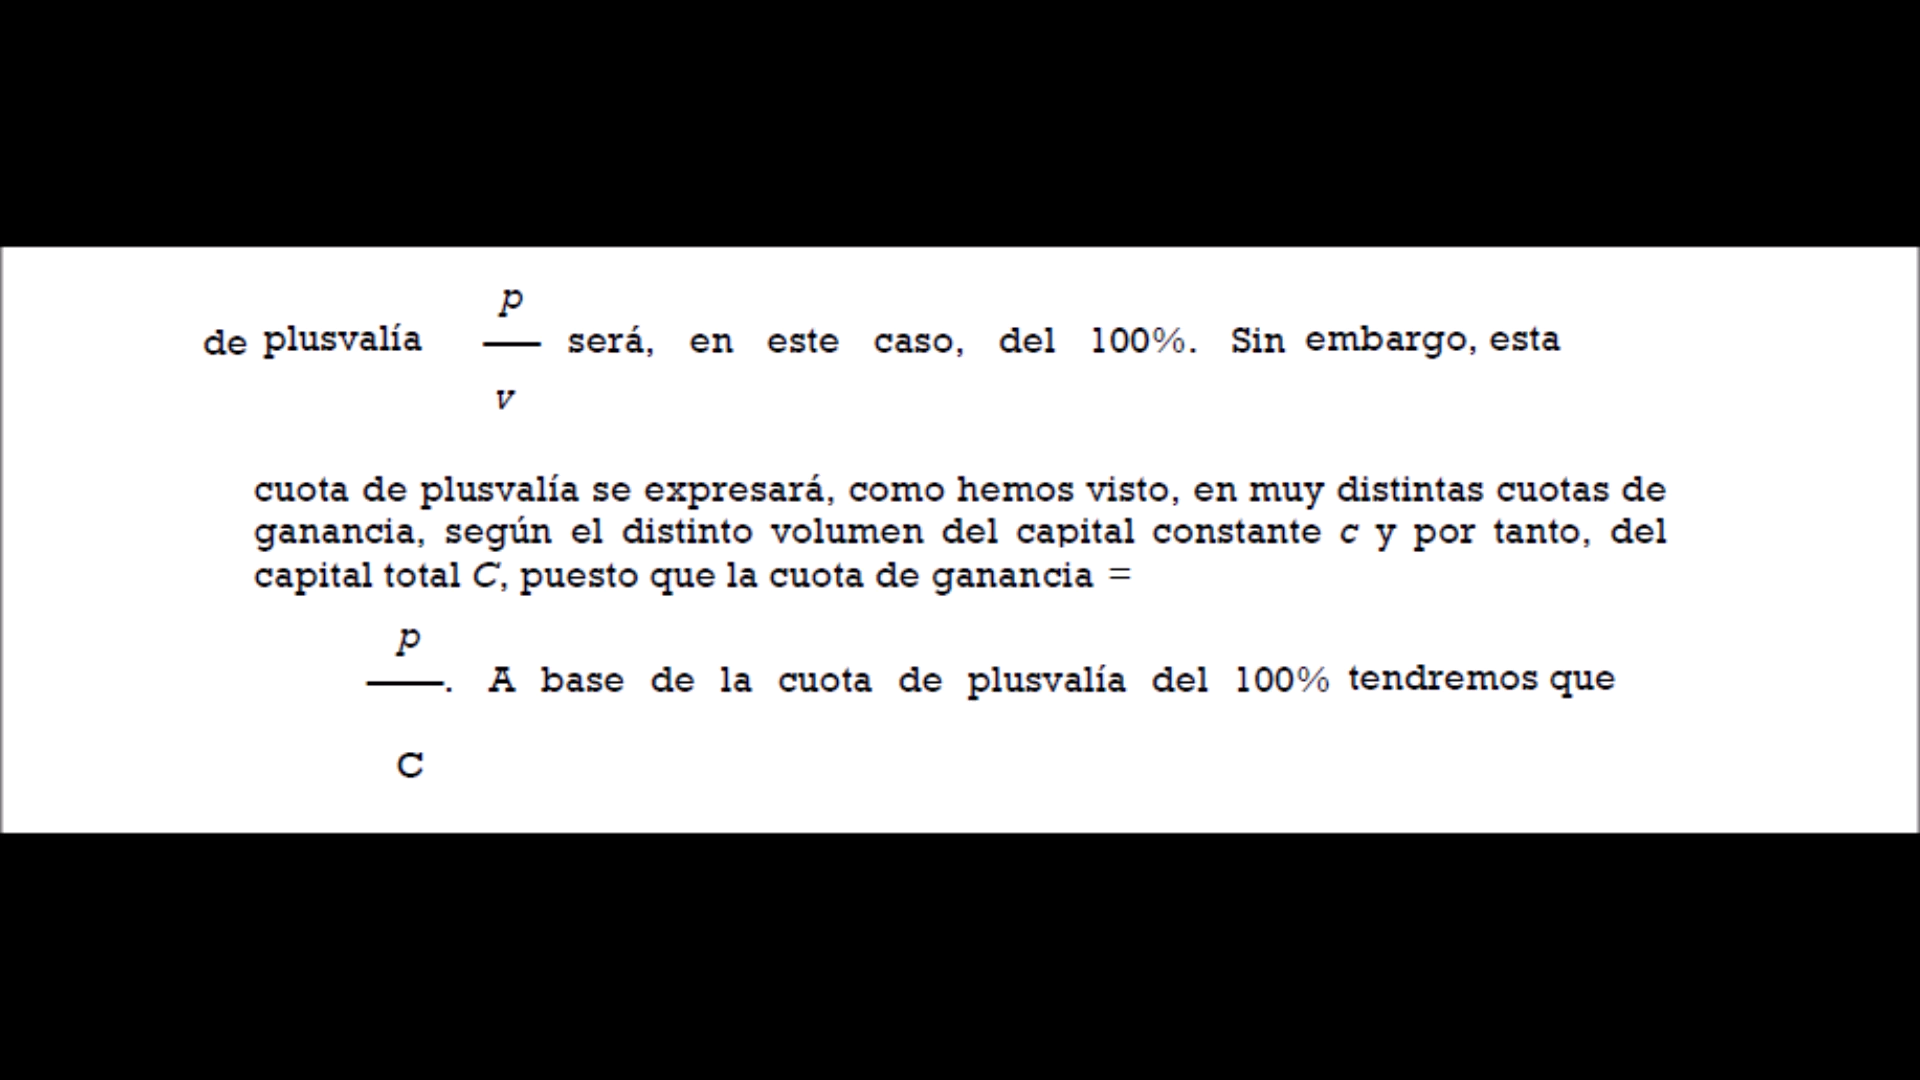 p
de plusvalía — será, en este caso, del 100%. Sin embargo, esta
v
cuota de plusvalía se expresará, como hemos visto, en muy distintas cuotas de
ganancia, según el distinto volumen del capital constante c y por tanto, del
capital total C, puesto que la cuota de ganancia =
p
—. A base de la cuota de plusvalía del 100% tendremos que
C